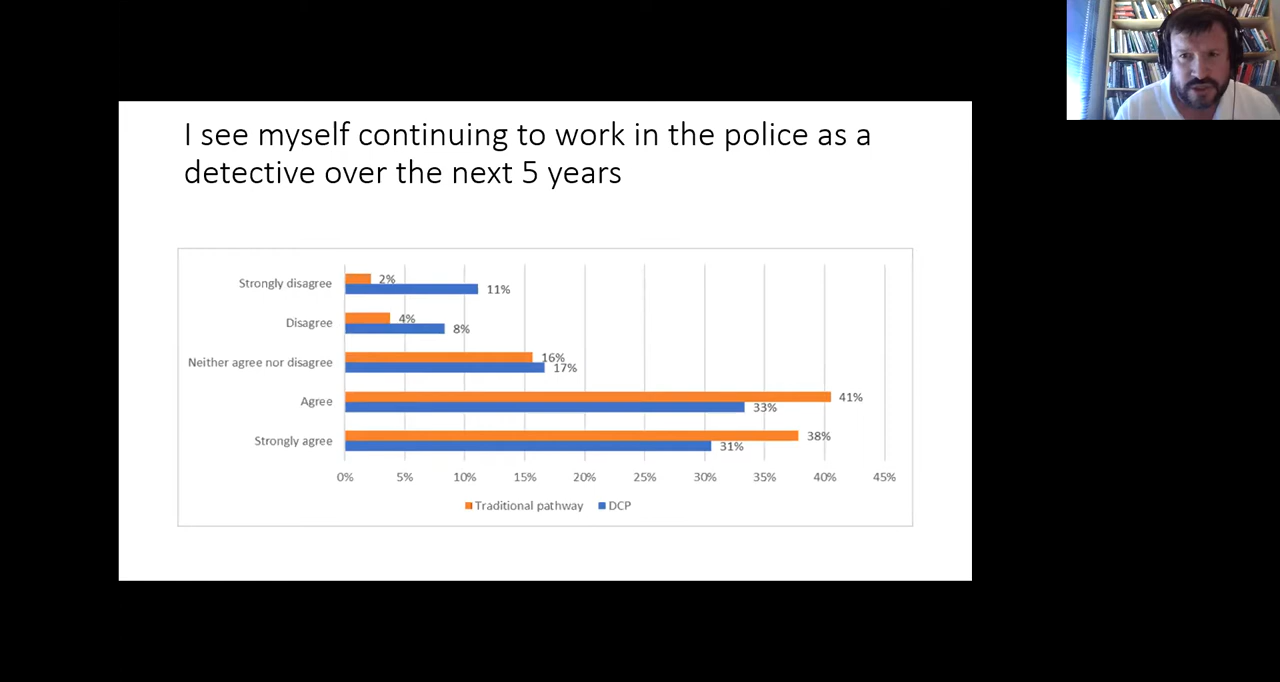 I see myself continuing to work in the police as a
detective over the next 5 years
Strongly disagree
2%
11%
Disagree
4%
8%
Neither agree nor disagree
16%
17%
Agree
41%
33%
Strongly agree
38%
31%
0% 5% 10% 15% 20% 25% 30% 35% 40% 45%
Traditional pathway DCP